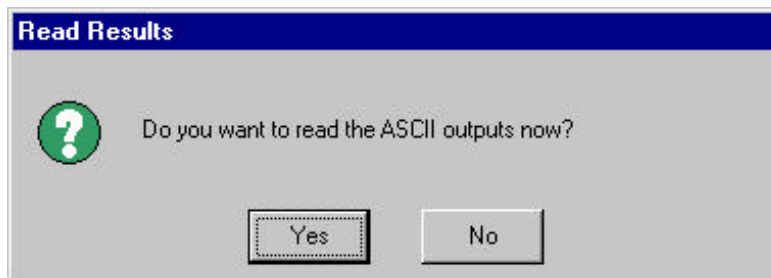 Read Results
Do you want to read the ASCII outputs now?
Yes No